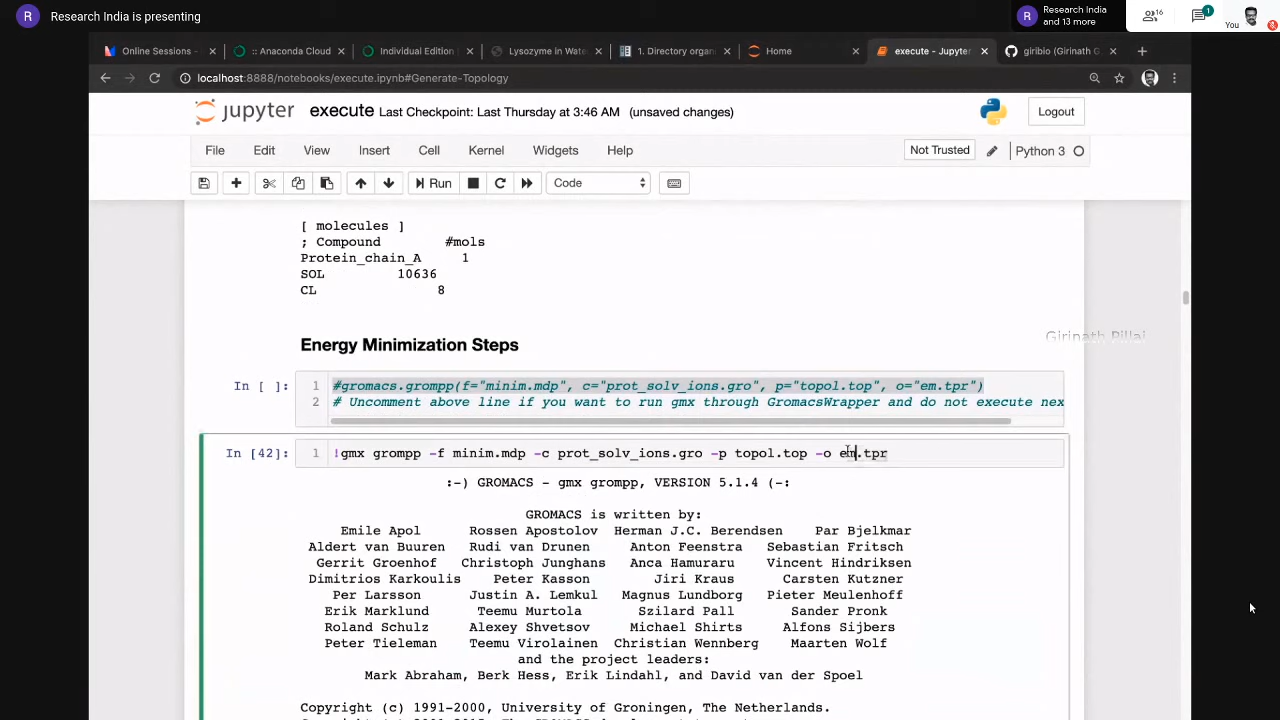 R Research India is presenting
R Research India and 13 more
16
1
You
Online Sessions -
:: Anaconda Cloud
Individual Edition |
Lysozyme in Wate
1. Directory organ
Home
execute - Jupyter
giribio (Girinath G
localhost:8888/notebooks/execute.ipynb#Generate-Topology
jupyter execute Last Checkpoint: Last Thursday at 3:46 AM (unsaved changes)
Logout
File Edit View Insert Cell Kernel Widgets Help
Not Trusted
Python 3
Run
Code
[ molecules ]
; Compound #mols
Protein_chain_A 1
SOL 10636
CL 8
Girinath Pillai
Energy Minimization Steps
In [ ]: 1 #gromacs.grompp(f="minim.mdp", c="prot_solv_ions.gro", p="topol.top", o="em.tpr")
2 # Uncomment above line if you want to run gmx through GromacsWrapper and do not execute nex
In [42]: 1 !gmx grompp -f minim.mdp -c prot_solv_ions.gro -p topol.top -o em.tpr
:-) GROMACS - gmx grompp, VERSION 5.1.4 (-:
GROMACS is written by:
Emile Apol Rossen Apostolov Herman J.C. Berendsen Par Bjelkmar
Aldert van Buuren Rudi van Drunen Anton Feenstra Sebastian Fritsch
Gerrit Groenhof Christoph Junghans Anca Hamuraru Vincent Hindriksen
Dimitrios Karkoulis Peter Kasson Jiri Kraus Carsten Kutzner
Per Larsson Justin A. Lemkul Magnus Lundborg Pieter Meulenhoff
Erik Marklund Teemu Murtola Szilard Pall Sander Pronk
Roland Schulz Alexey Shvetsov Michael Shirts Alfons Sijbers
Peter Tieleman Teemu Virolainen Christian Wennberg Maarten Wolf
and the project leaders:
Mark Abraham, Berk Hess, Erik Lindahl, and David van der Spoel
Copyright (c) 1991-2000, University of Groningen, The Netherlands.